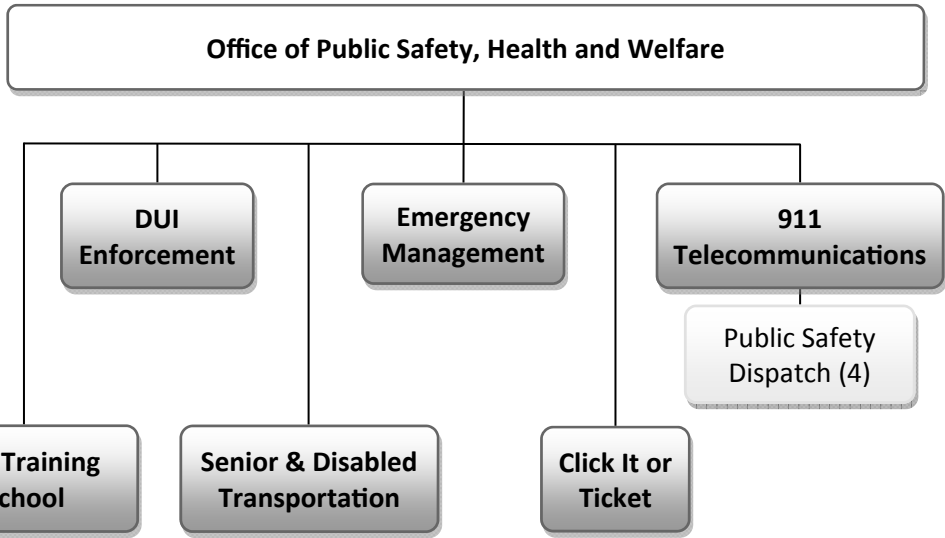 Office of Public Safety, Health and Welfare
DUI
Enforcement
Emergency
Management
911
Telecommunications
Public Safety
Dispatch (4)
Training
Senior & Disabled
Transportation
Click It or
Ticket